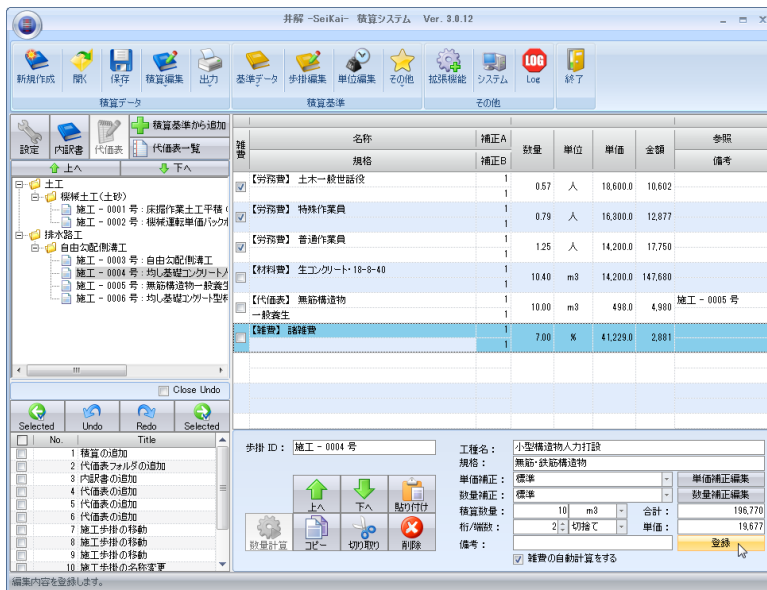 井解 -SeiKai- 積算システム Ver. 3.0.12
新規作成 開く 保存 積算編集 出力 基準データ 歩掛編集 単位編集 その他 拡張機能 システム LOG Log 終了
積算データ 積算基準 その他
設定 内訳書 代価表 積算基準から追加
代価表一覧
上へ 下へ
土工
機械土工(土砂)
施工 - 0001 号 : 床掘作業土工平積 (
施工 - 0002 号 : 機械運転単価バックホ
排水路工
自由勾配側溝工
施工 - 0003 号 : 自由勾配側溝工
施工 - 0004 号 : 均し基礎コンクリート人
施工 - 0005 号 : 無筋構造物一般養生
施工 - 0006 号 : 均し基礎コンクリート型枠
Close Undo
Selected Undo Redo Selected
No. Title
1 積算の追加
2 代価表フォルダの追加
3 内訳書の追加
4 代価表の追加
5 代価表の追加
6 代価表の追加
7 施工歩掛の移動
8 施工歩掛の移動
9 施工歩掛の移動
10 施工歩掛の名称変更
雑費 名称 補正A 数量 単位 単価 金額 参照
規格 補正B 備考
【労務費】 土木一般世話役 1 0.57 人 18,600.0 10,602
1
【労務費】 特殊作業員 1 0.79 人 16,300.0 12,877
1
【労務費】 普通作業員 1 1.25 人 14,200.0 17,750
1
【材料費】 生コンクリート・18-8-40 1 10.40 m3 14,200.0 147,680
1
【代価表】 無筋構造物 1 10.00 m3 498.0 4,980 施工 - 0005 号
一般養生 1
【雑費】 諸雑費 1 7.00 % 41,229.0 2,881
1
歩掛 ID : 施工 - 0004 号
上へ 下へ 貼り付け
数量計算 コピー 切り取り 削除
工種名 : 小型構造物人力打設
規格 : 無筋・鉄筋構造物
単価補正 : 標準 単価補正編集
数量補正 : 標準 数量補正編集
積算数量 : 10 m3 合計 : 196,770
桁/端数 : 2 切捨て 単価 : 19,677
備考 : 登録
雑費の自動計算をする
編集内容を登録します。